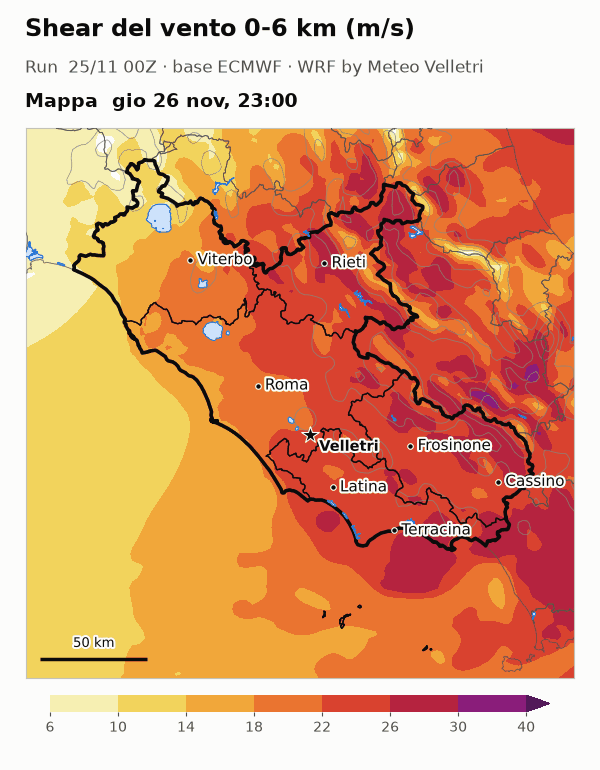 Shear del vento 0-6 km (m/s)
Run  25/11 00Z · base ECMWF · WRF by Meteo Velletri
Mappa  gio 26 nov, 23:00
Viterbo
Rieti
Roma
Velletri
Frosinone
Latina
Cassino
Terracina
50 km
6 10 14 18 22 26 30 40